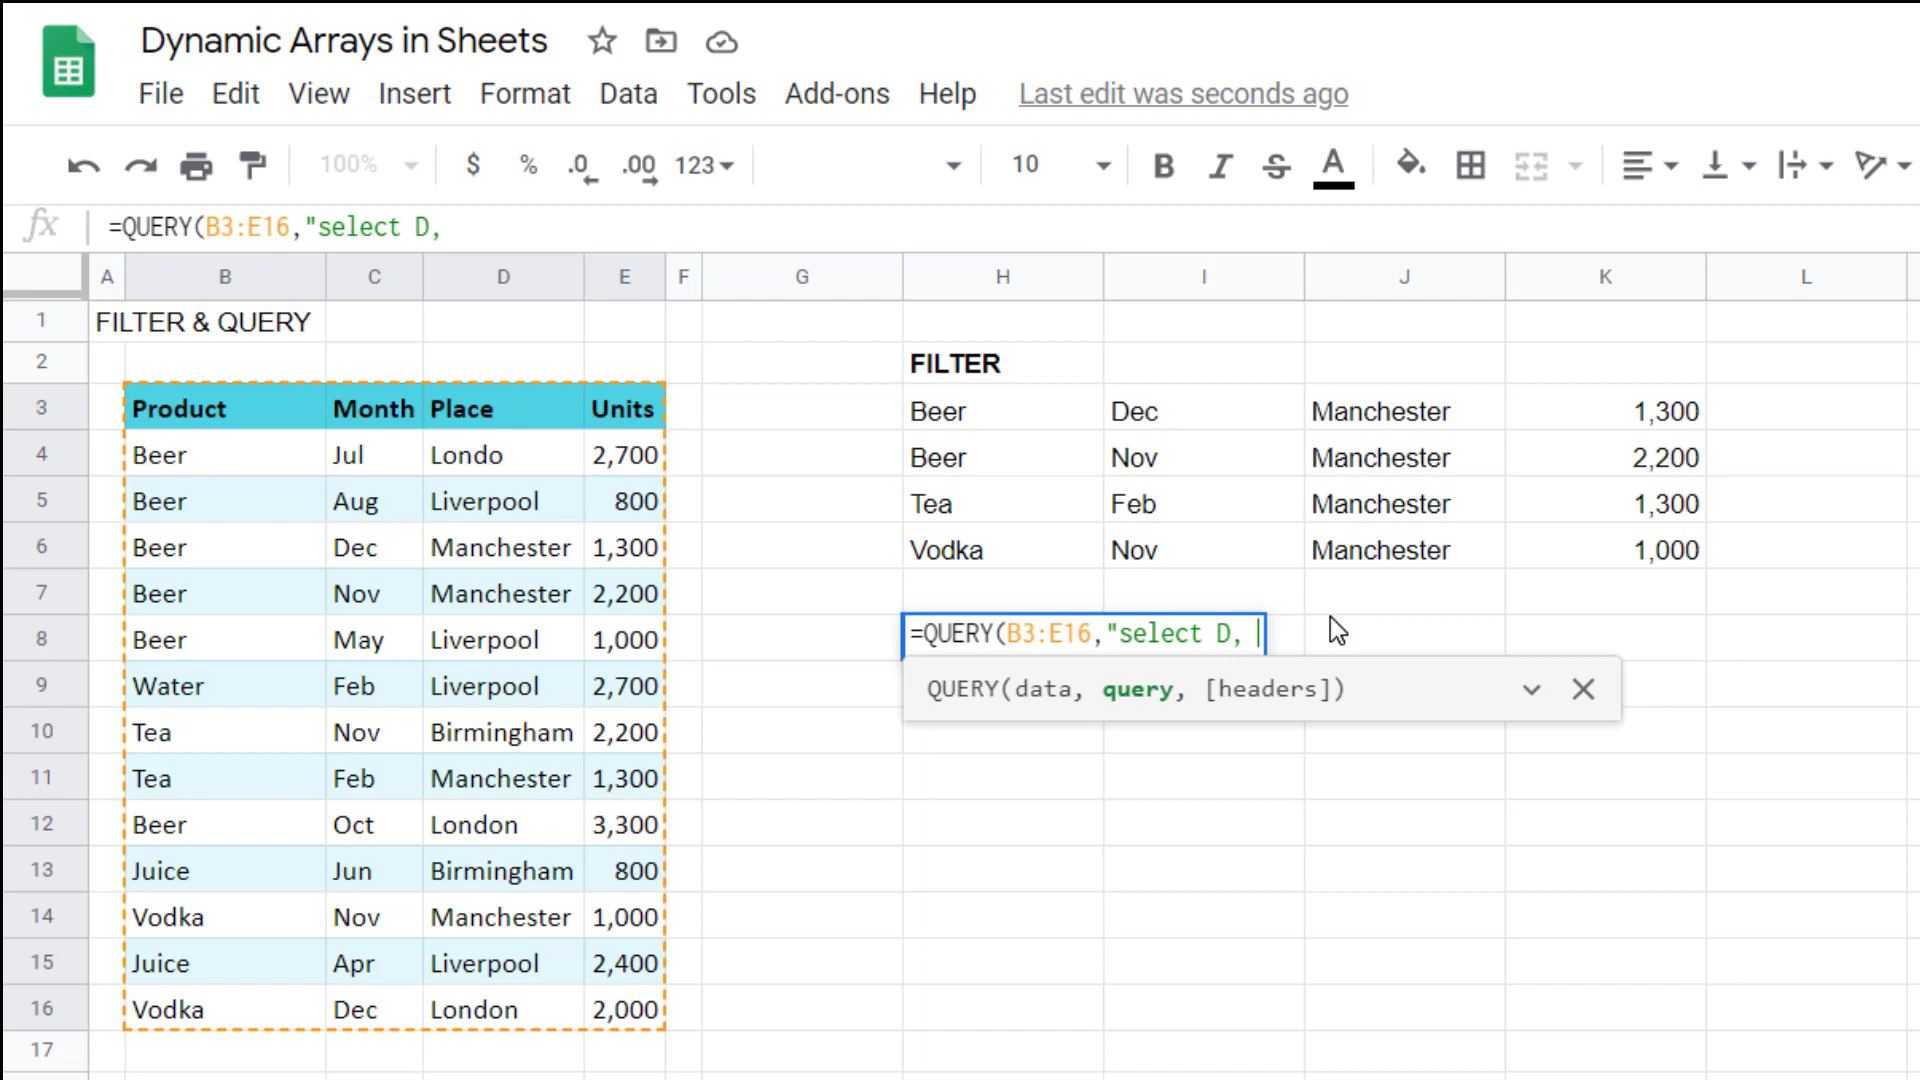 Dynamic Arrays in Sheets
File Edit View Insert Format Data Tools Add-ons Help Last edit was seconds ago
100% $ % .0 .00 123 10 B I S A
fx =QUERY(B3:E16,"select D,
A B C D E F G H I J K L
1 FILTER & QUERY
2 FILTER
3 Product Month Place Units Beer Dec Manchester 1,300
4 Beer Jul Londo 2,700 Beer Nov Manchester 2,200
5 Beer Aug Liverpool 800 Tea Feb Manchester 1,300
6 Beer Dec Manchester 1,300 Vodka Nov Manchester 1,000
7 Beer Nov Manchester 2,200
8 Beer May Liverpool 1,000 =QUERY(B3:E16,"select D,
9 Water Feb Liverpool 2,700 QUERY(data, query, [headers])
10 Tea Nov Birmingham 2,200
11 Tea Feb Manchester 1,300
12 Beer Oct London 3,300
13 Juice Jun Birmingham 800
14 Vodka Nov Manchester 1,000
15 Juice Apr Liverpool 2,400
16 Vodka Dec London 2,000
17